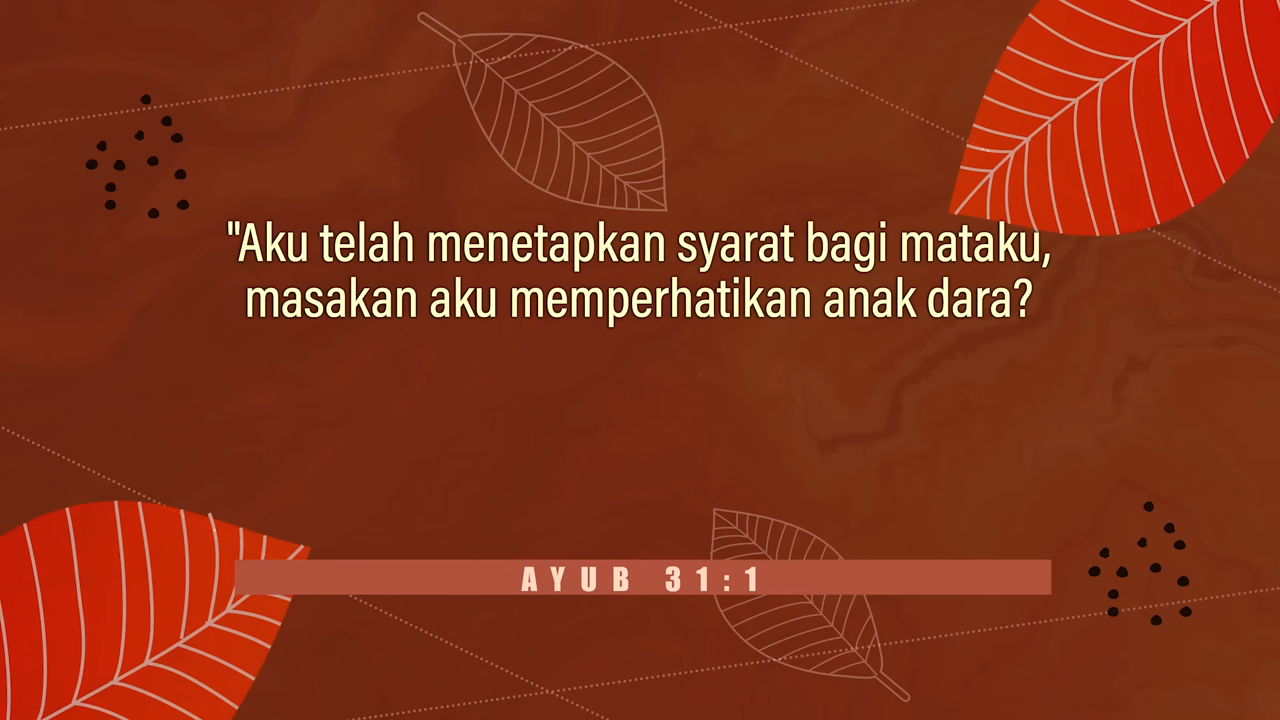 "Aku telah menetapkan syarat bagi mataku,
masakan aku memperhatikan anak dara?
AYUB 31:1